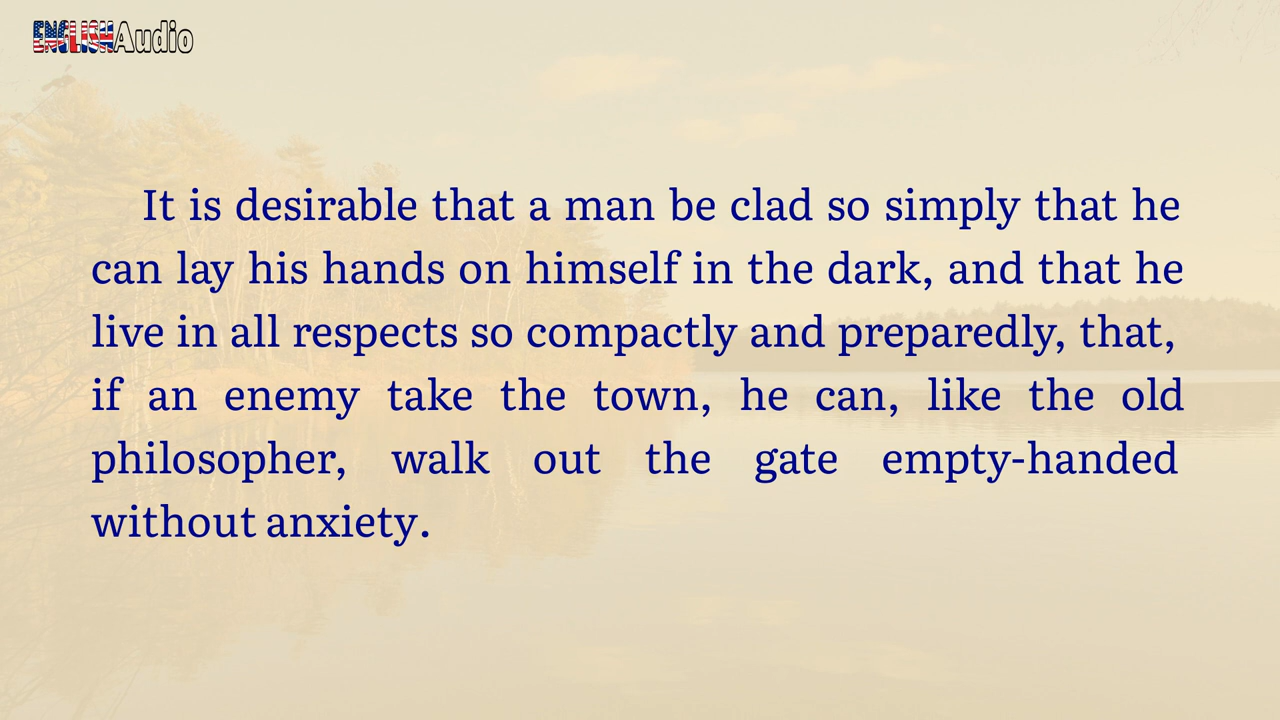 ENGLISHAudio
It is desirable that a man be clad so simply that he
can lay his hands on himself in the dark, and that he
live in all respects so compactly and preparedly, that,
if an enemy take the town, he can, like the old
philosopher, walk out the gate empty-handed
without anxiety.